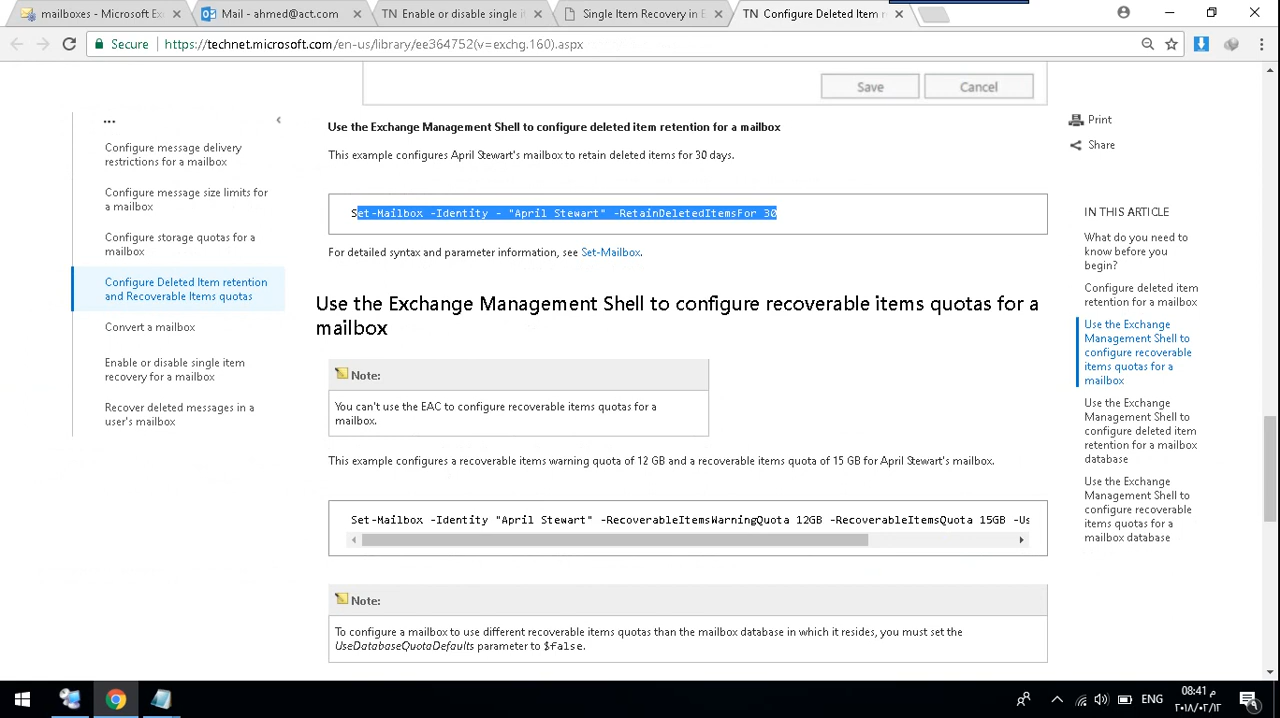 mailboxes - Microsoft Ex
Mail - ahmed@act.com
TN Enable or disable single i
Single Item Recovery in E
TN Configure Deleted Item r
Secure
https://technet.microsoft.com/en-us/library/ee364752(v=exchg.160).aspx
Save
Cancel
...
Configure message delivery
restrictions for a mailbox
Configure message size limits for
a mailbox
Configure storage quotas for a
mailbox
Configure Deleted Item retention
and Recoverable Items quotas
Convert a mailbox
Enable or disable single item
recovery for a mailbox
Recover deleted messages in a
user's mailbox
Use the Exchange Management Shell to configure deleted item retention for a mailbox
This example configures April Stewart's mailbox to retain deleted items for 30 days.
Set-Mailbox -Identity - "April Stewart" -RetainDeletedItemsFor 30
For detailed syntax and parameter information, see Set-Mailbox.
Use the Exchange Management Shell to configure recoverable items quotas for a
mailbox
Note:
You can't use the EAC to configure recoverable items quotas for a
mailbox.
This example configures a recoverable items warning quota of 12 GB and a recoverable items quota of 15 GB for April Stewart's mailbox.
Set-Mailbox -Identity "April Stewart" -RecoverableItemsWarningQuota 12GB -RecoverableItemsQuota 15GB -Us
Note:
To configure a mailbox to use different recoverable items quotas than the mailbox database in which it resides, you must set the
UseDatabaseQuotaDefaults parameter to $false.
Print
Share
IN THIS ARTICLE
What do you need to
know before you
begin?
Configure deleted item
retention for a mailbox
Use the Exchange
Management Shell to
configure recoverable
items quotas for a
mailbox
Use the Exchange
Management Shell to
configure deleted item
retention for a mailbox
database
Use the Exchange
Management Shell to
configure recoverable
items quotas for a
mailbox database
ENG
08:41 م
٢٠١٨/٠٢/١٢